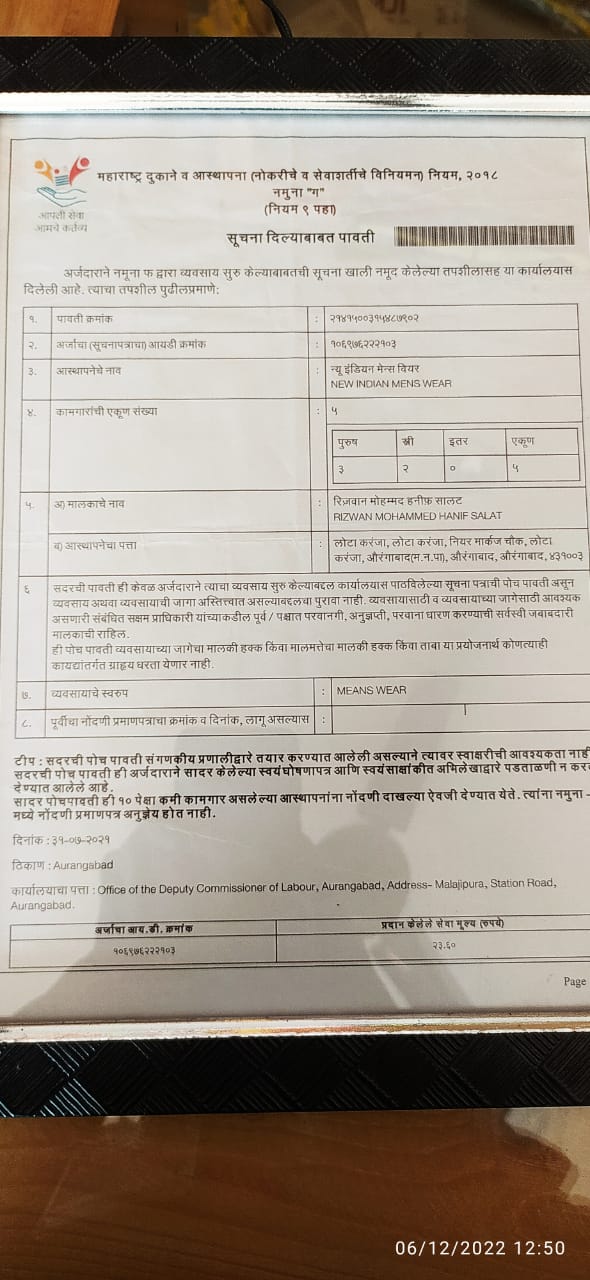 आपली सेवा
आमचे कर्तव्य
महाराष्ट्र दुकाने व आस्थापना (नोकरीचे व सेवाशर्तीचे विनियमन) नियम, २०१८
नमुना "ग"
(नियम ९ पहा)
सूचना दिल्याबाबत पावती
अर्जदाराने नमूना फ द्वारा व्यवसाय सुरु केल्याबाबतची सूचना खाली नमूद केलेल्या तपशीलासह या कार्यालयास
दिलेली आहे. त्याचा तपशील पुढीलप्रमाणे:
१. पावती क्रमांक :
२. अर्जाचा (सूचनापत्राचा) आयडी क्रमांक : १०६९७६२२२१०३
३. आस्थापनेचे नाव : न्यू इंडियन मेन्स वियर
NEW INDIAN MENS WEAR
४. कामगारांची एकूण संख्या : ५
पुरुष स्त्री इतर एकूण
३ २ ० ५
५. अ) मालकाचे नाव : रिज़वान मोहम्मद हनीफ़ सालट
RIZWAN MOHAMMED HANIF SALAT
ब) आस्थापनेचा पत्ता : लोटा करंजा, लोटा करंजा, नियर मार्कज चौक, लोटा
करंजा, औरंगाबाद(म.न.पा), औरंगाबाद, औरंगाबाद, ४३१००३
६ सदरची पावती ही केवळ अर्जदाराने त्याचा व्यवसाय सुरु केल्याबद्दल कार्यालयास पाठविलेल्या सूचना पत्राची पोच पावती असून
व्यवसाय अथवा व्यवसायाची जागा अस्तित्त्वात असल्याबद्दलचा पुरावा नाही. व्यवसायासाठी व व्यवसायाच्या जागेसाठी आवश्यक
असणारी संबंधित सक्षम प्राधिकारी यांच्याकडील पूर्व / पश्चात परवानगी, अनुज्ञप्ती, परवाना धारण करण्याची सर्वस्वी जबाबदारी
मालकाची राहिल.
ही पोच पावती व्यवसायाच्या जागेचा मालकी हक्क किंवा मालमत्तेचा मालकी हक्क किंवा ताबा या प्रयोजनार्थ कोणत्याही
कायद्यांतर्गत ग्राह्य धरता येणार नाही.
७. व्यवसायाचे स्वरुप : MEANS WEAR
८. पूर्वीचा नोंदणी प्रमाणपत्राचा क्रमांक व दिनांक, लागू असल्यास :
टीप : सदरची पोच पावती संगणकीय प्रणालीद्वारे तयार करण्यात आलेली असल्याने त्यावर स्वाक्षरीची आवश्यकता नाही
सदरची पोच पावती ही अर्जदाराने सादर केलेल्या स्वयंघोषणापत्र आणि स्वयंसाक्षांकीत अभिलेखाद्वारे पडताळणी न
देण्यात आलेले आहे.
सादर पोचपावती ही १० पेक्षा कमी कामगार असलेल्या आस्थापनांना नोंदणी दाखल्या ऐवजी देण्यात येते. त्यांना नमुना -
मध्ये नोंदणी प्रमाणपत्र अनुज्ञेय होत नाही.
दिनांक : ३१-०७-२०२१
ठिकाण : Aurangabad
कार्यालयाचा पत्ता : Office of the Deputy Commissioner of Labour, Aurangabad, Address- Malajipura, Station Road,
Aurangabad.
अर्जाचा आय.डी. क्रमांक प्रदान केलेले सेवा मूल्य (रुपये)
१०६९७६२२२१०३ २३.६०
Page
06/12/2022 12:50